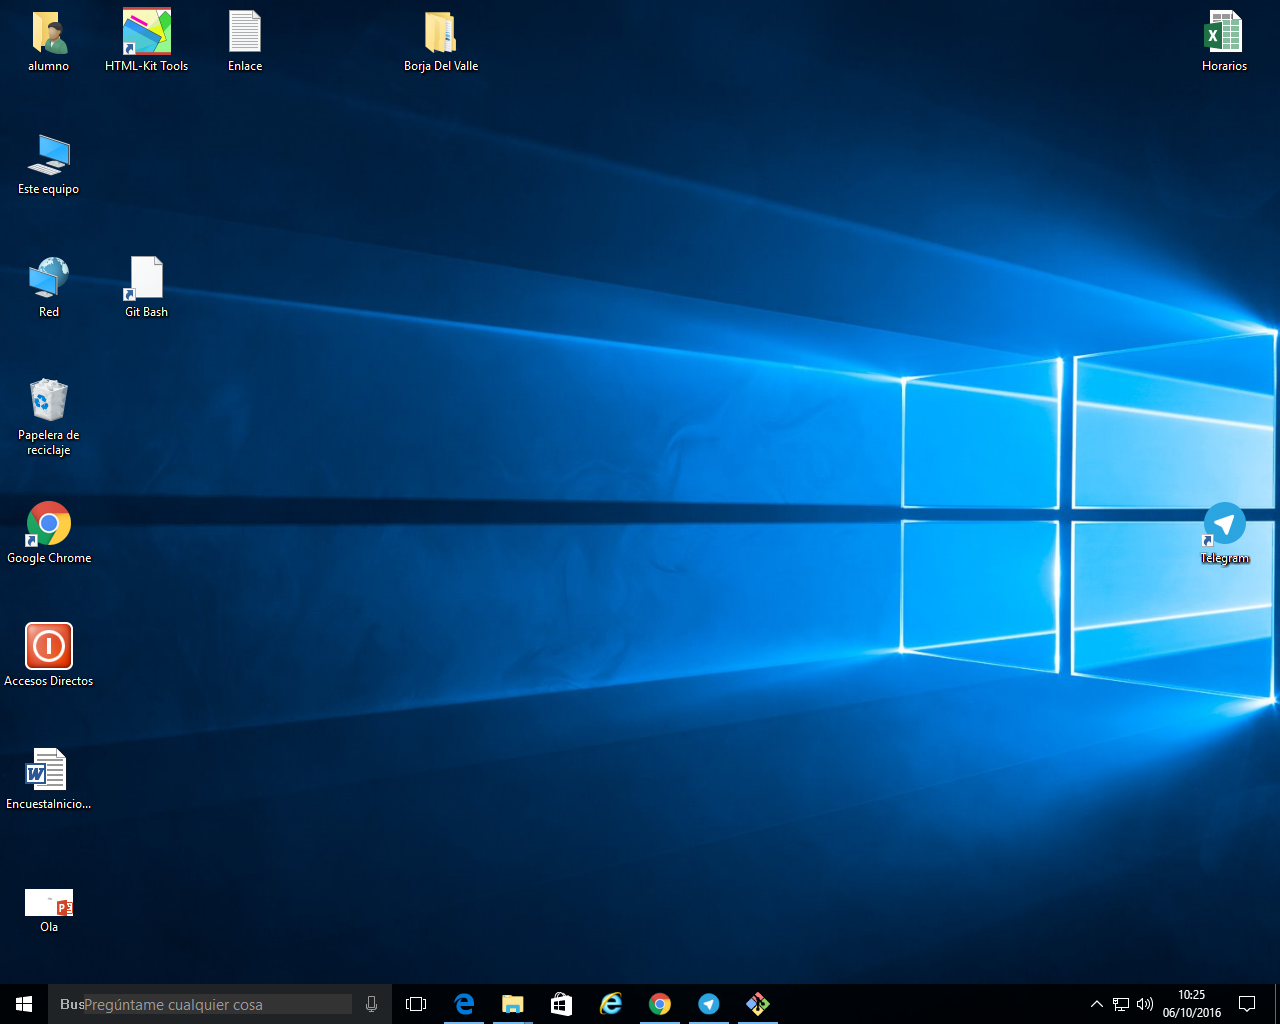 alumno
HTML-Kit Tools
Enlace
Borja Del Valle
Horarios
Este equipo
Red
Git Bash
Papelera de
reciclaje
Google Chrome
Telegram
Accesos Directos
EncuestaInicio...
Ola
BusPregúntame cualquier cosa
10:25
06/10/2016